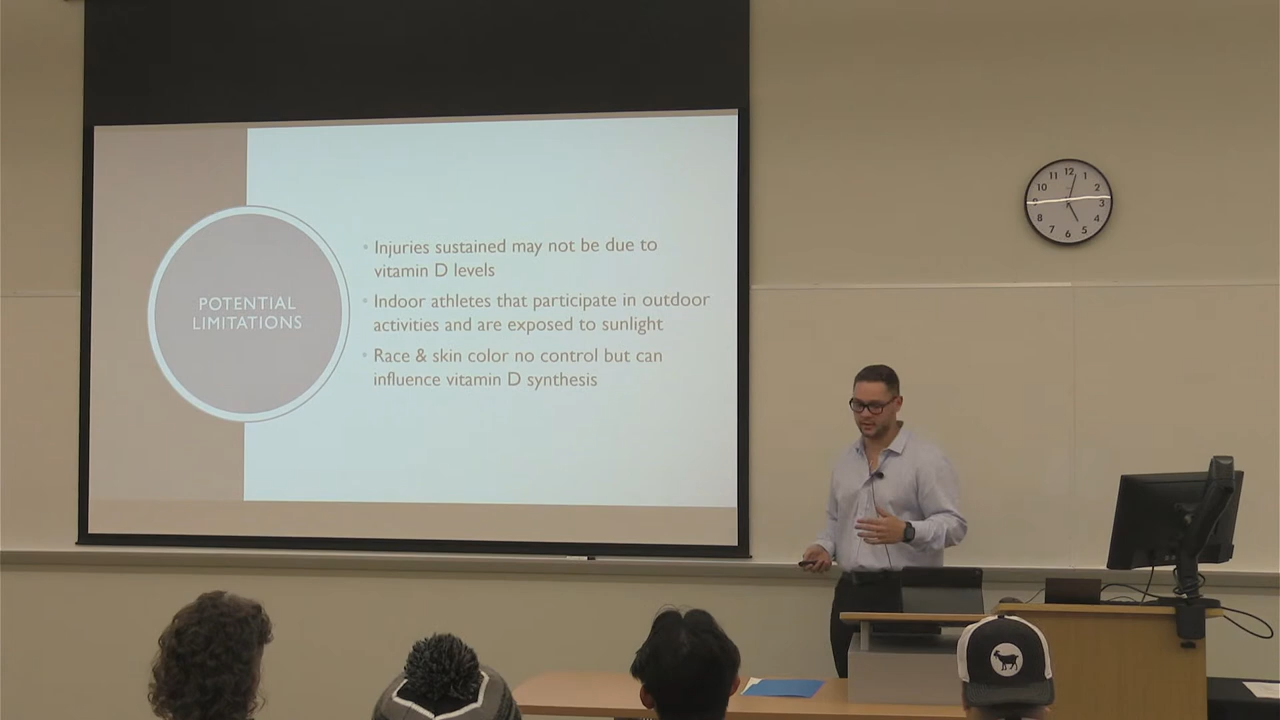 POTENTIAL
LIMITATIONS
• Injuries sustained may not be due to
vitamin D levels
• Indoor athletes that participate in outdoor
activities and are exposed to sunlight
• Race & skin color no control but can
influence vitamin D synthesis
12
11 1
10 2
9 3
8 4
7 5
6